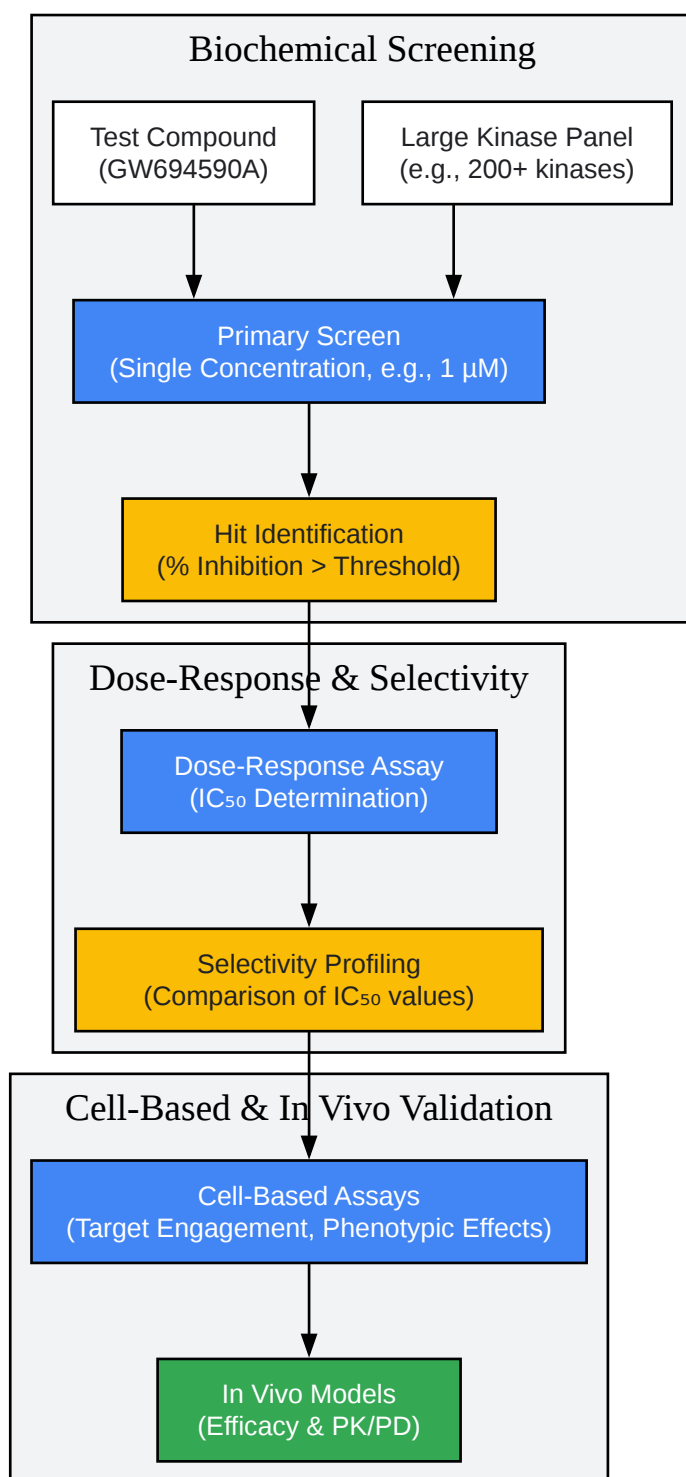 Biochemical Screening
Test Compound
(GW694590A)
Large Kinase Panel
(e.g., 200+ kinases)
Primary Screen
(Single Concentration, e.g., 1 µM)
Hit Identification
(% Inhibition > Threshold)
Dose-Response & Selectivity
Dose-Response Assay
(IC₅₀ Determination)
Selectivity Profiling
(Comparison of IC₅₀ values)
Cell-Based & In Vivo Validation
Cell-Based Assays
(Target Engagement, Phenotypic Effects)
In Vivo Models
(Efficacy & PK/PD)